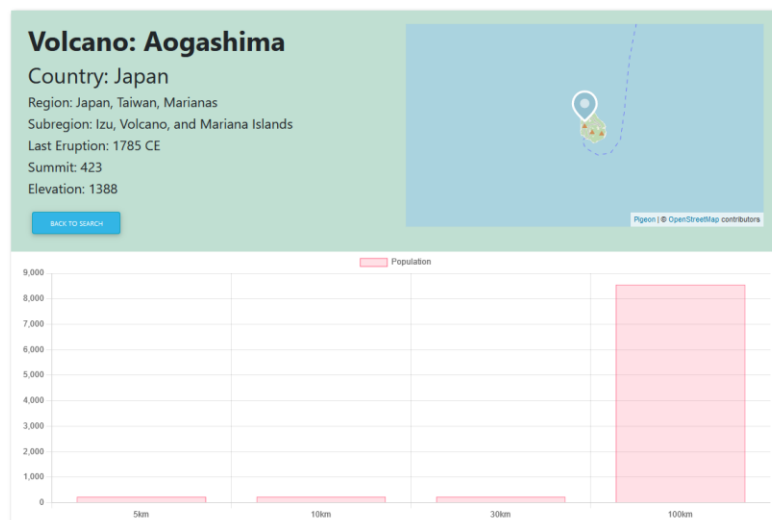 Volcano: Aogashima
Country: Japan
Region: Japan, Taiwan, Marianas
Subregion: Izu, Volcano, and Mariana Islands
Last Eruption: 1785 CE
Summit: 423
Elevation: 1388
BACK TO SEARCH
Pigeon | © OpenStreetMap contributors
Population
9,000
8,000
7,000
6,000
5,000
4,000
3,000
2,000
1,000
0
5km 10km 30km 100km